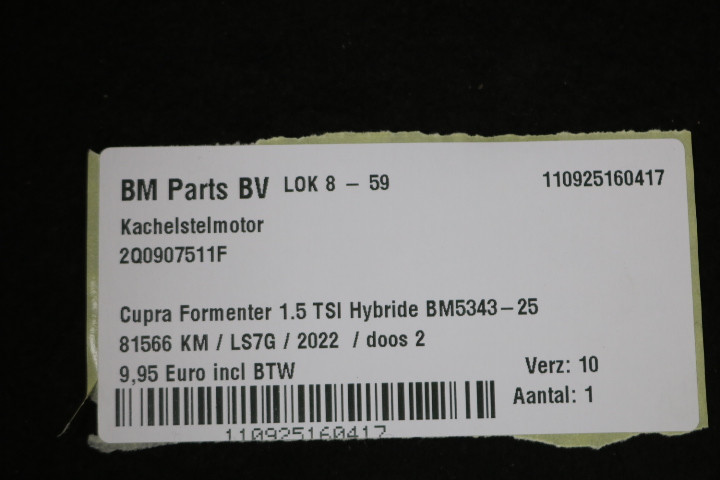 BM Parts BV LOK 8 – 59 110925160417
Kachelstelmotor
2Q0907511F
Cupra Formenter 1.5 TSI Hybride BM5343–25
81566 KM / LS7G / 2022 / doos 2
9,95 Euro incl BTW Verz: 10
Aantal: 1
110925160417